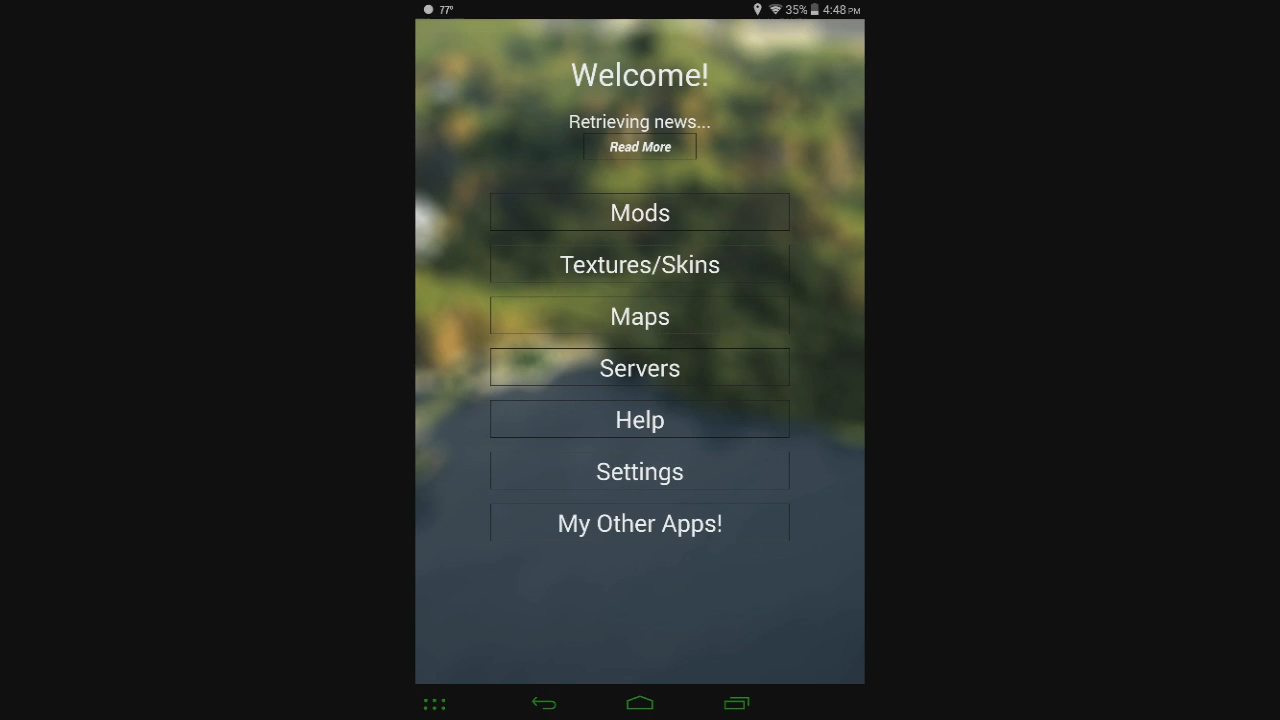 77°
35% 4:48 PM
Welcome!
Retrieving news...
Read More
Mods
Textures/Skins
Maps
Servers
Help
Settings
My Other Apps!